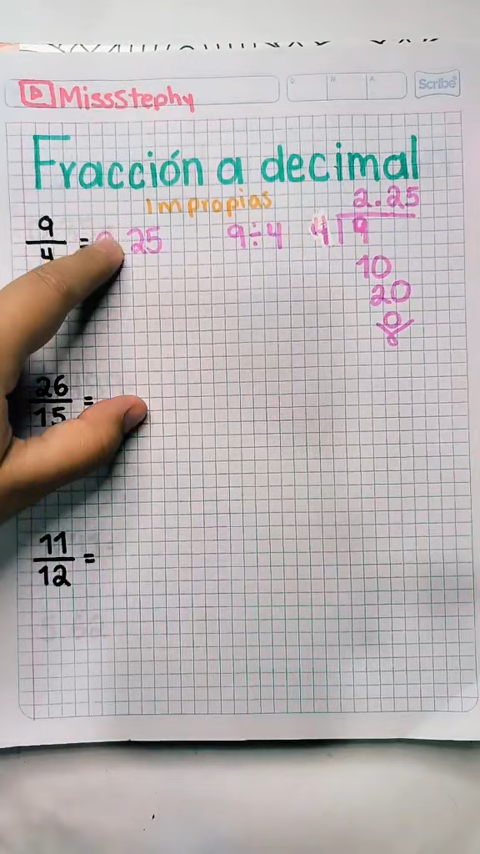 MissStephy
Scribe
Fracción a decimal
Impropias
9/4 = .25 9÷4 4 9 2.25
10
20
0
26/15 =
11/12 =